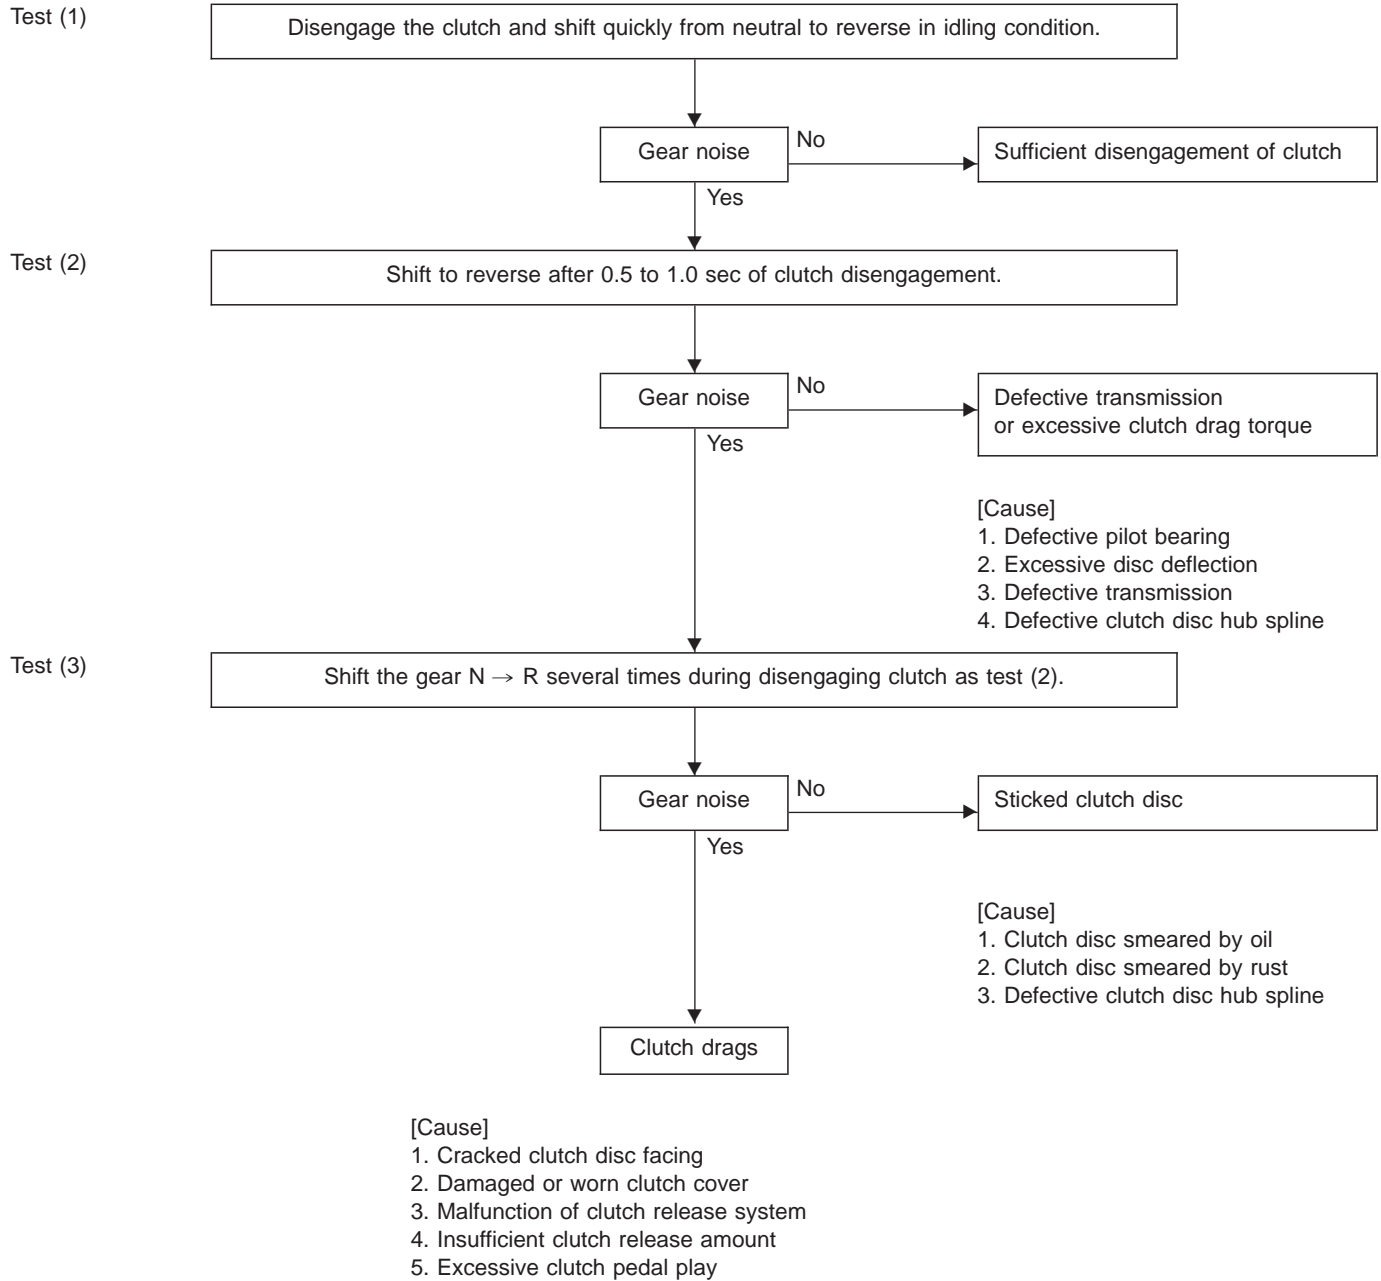 Test (1)
Disengage the clutch and shift quickly from neutral to reverse in idling condition.
Gear noise
No
Sufficient disengagement of clutch
Yes
Test (2)
Shift to reverse after 0.5 to 1.0 sec of clutch disengagement.
Gear noise
No
Defective transmission
or excessive clutch drag torque
Yes
[Cause]
1. Defective pilot bearing
2. Excessive disc deflection
3. Defective transmission
4. Defective clutch disc hub spline
Test (3)
Shift the gear N → R several times during disengaging clutch as test (2).
Gear noise
No
Sticked clutch disc
Yes
[Cause]
1. Clutch disc smeared by oil
2. Clutch disc smeared by rust
3. Defective clutch disc hub spline
Clutch drags
[Cause]
1. Cracked clutch disc facing
2. Damaged or worn clutch cover
3. Malfunction of clutch release system
4. Insufficient clutch release amount
5. Excessive clutch pedal play